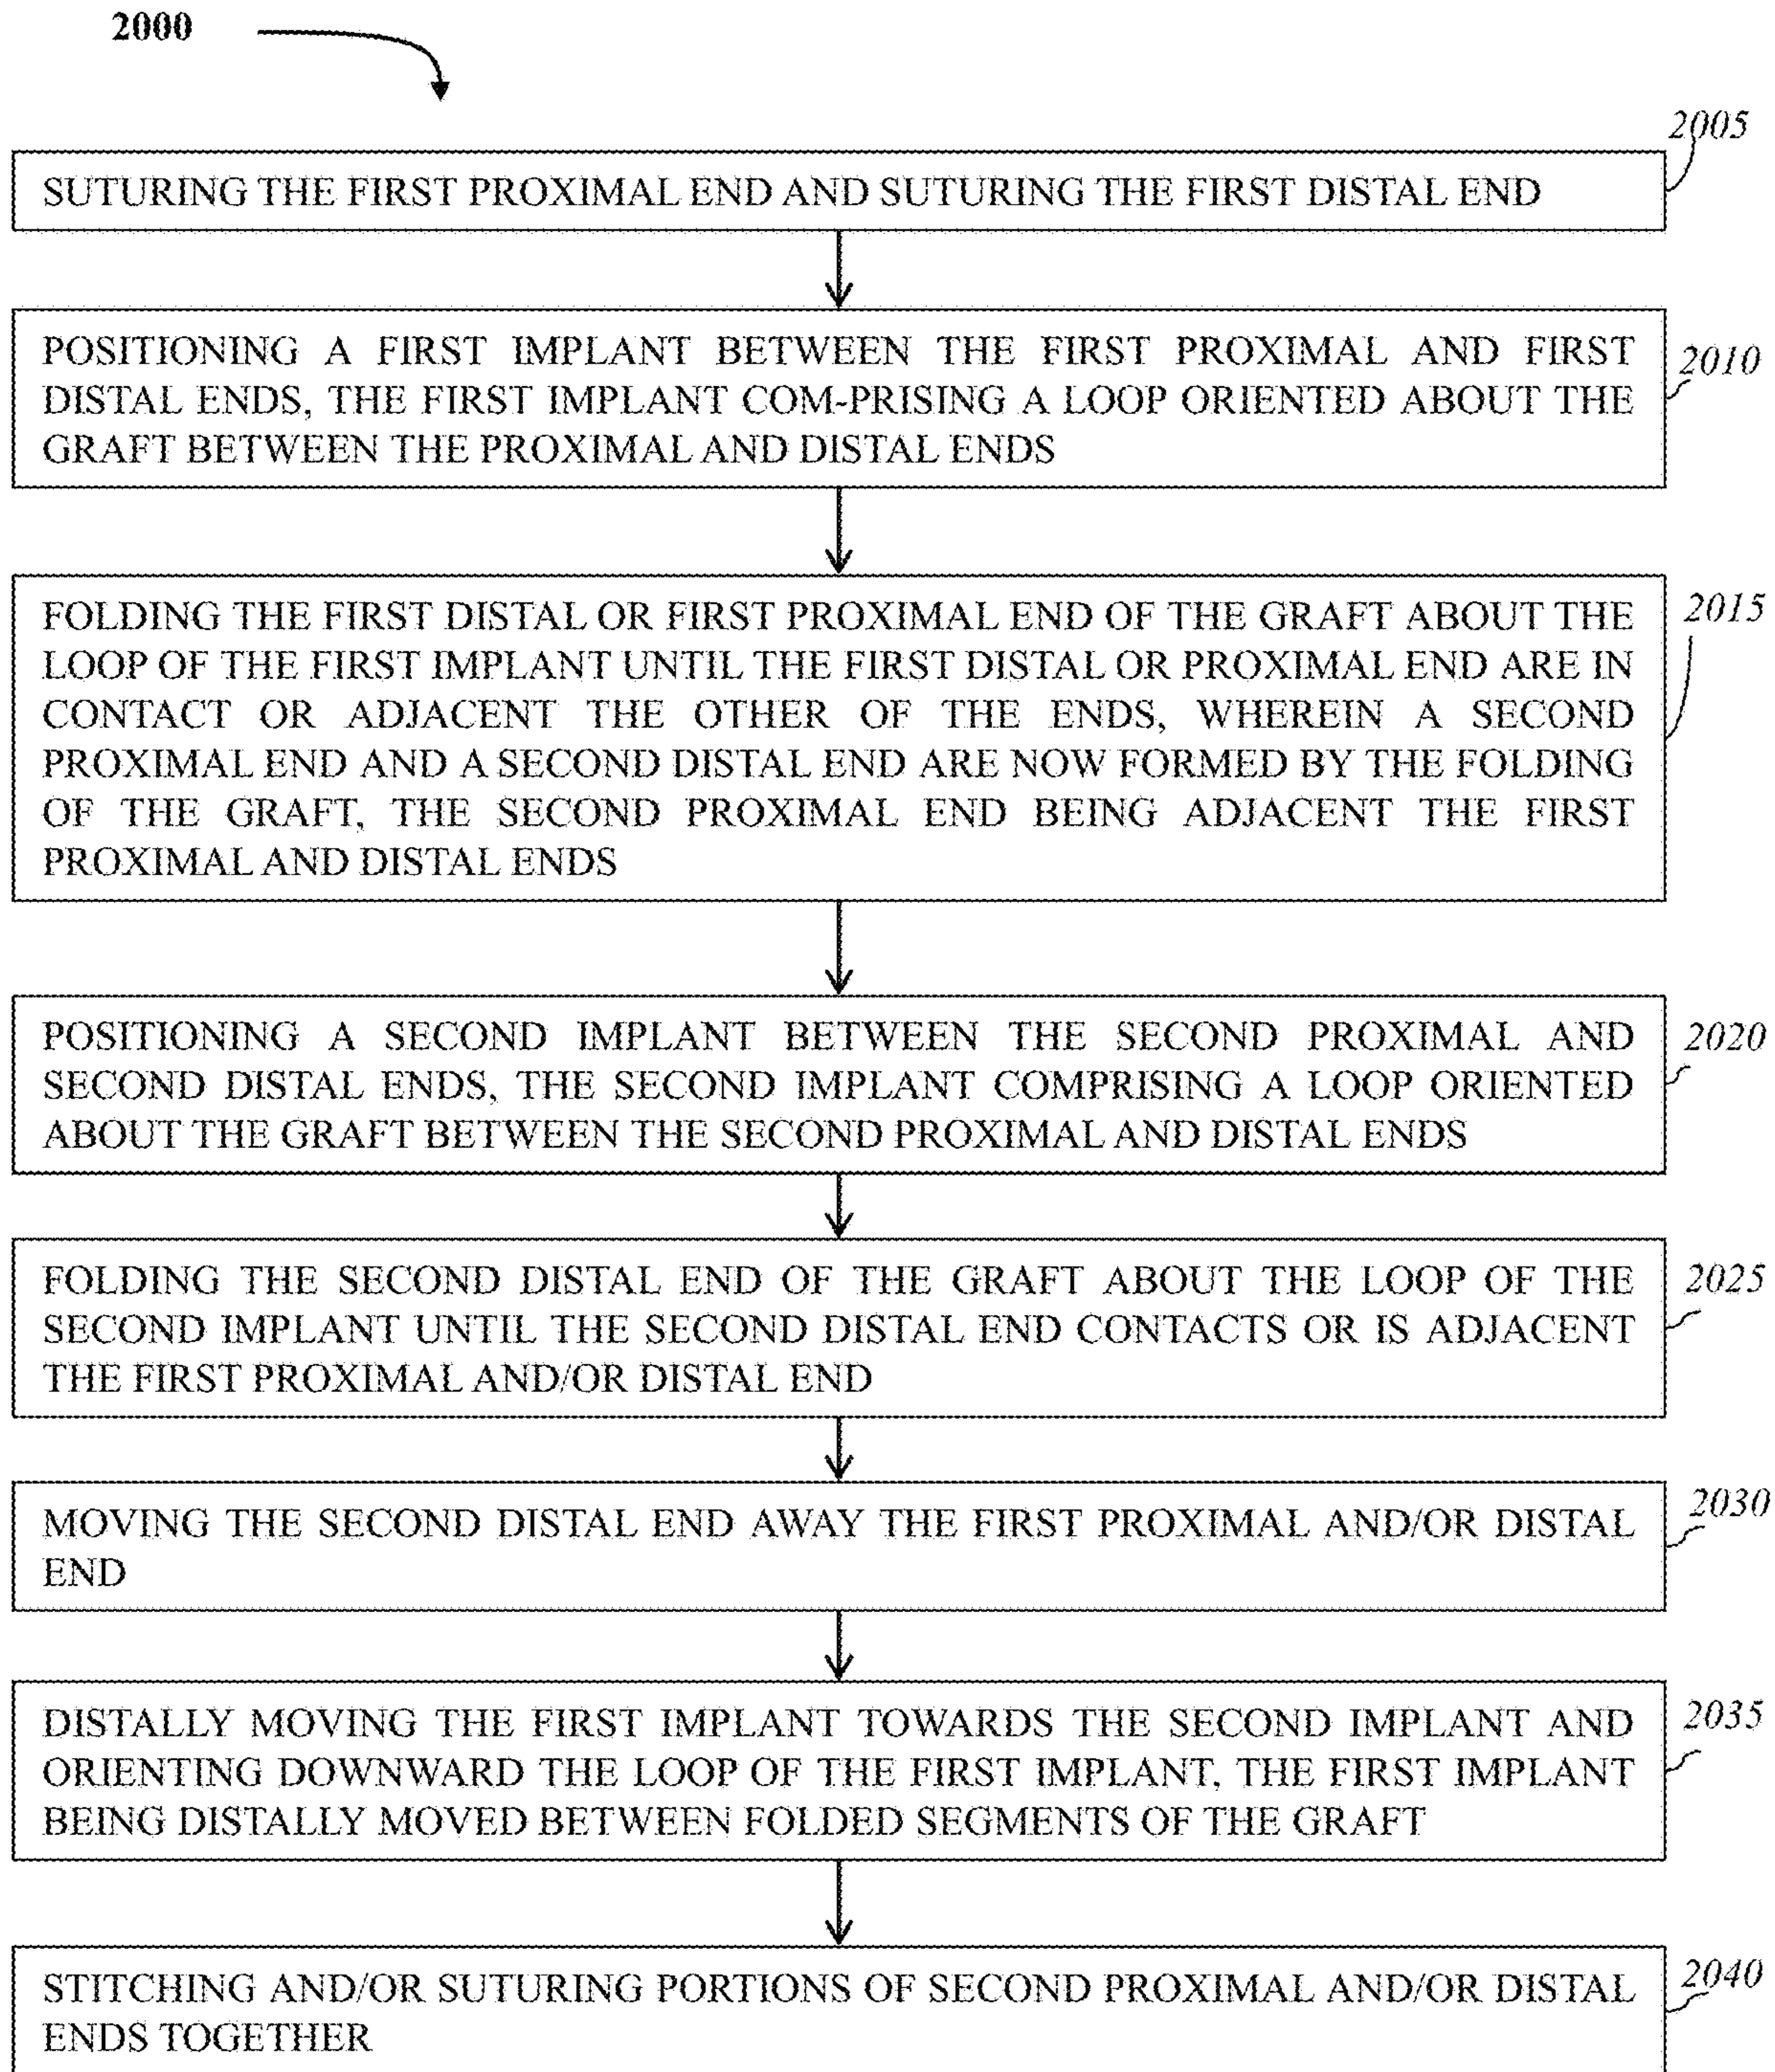 2000
2005
SUTURING THE FIRST PROXIMAL END AND SUTURING THE FIRST DISTAL END
POSITIONING A FIRST IMPLANT BETWEEN THE FIRST PROXIMAL AND FIRST
DISTAL ENDS, THE FIRST IMPLANT COM-PRISING A LOOP ORIENTED ABOUT THE
GRAFT BETWEEN THE PROXIMAL AND DISTAL ENDS
2010
FOLDING THE FIRST DISTAL OR FIRST PROXIMAL END OF THE GRAFT ABOUT THE
LOOP OF THE FIRST IMPLANT UNTIL THE FIRST DISTAL OR PROXIMAL END ARE IN
CONTACT OR ADJACENT THE OTHER OF THE ENDS, WHEREIN A SECOND
PROXIMAL END AND A SECOND DISTAL END ARE NOW FORMED BY THE FOLDING
OF THE GRAFT, THE SECOND PROXIMAL END BEING ADJACENT THE FIRST
PROXIMAL AND DISTAL ENDS
2015
POSITIONING A SECOND IMPLANT BETWEEN THE SECOND PROXIMAL AND
SECOND DISTAL ENDS, THE SECOND IMPLANT COMPRISING A LOOP ORIENTED
ABOUT THE GRAFT BETWEEN THE SECOND PROXIMAL AND DISTAL ENDS
2020
FOLDING THE SECOND DISTAL END OF THE GRAFT ABOUT THE LOOP OF THE
SECOND IMPLANT UNTIL THE SECOND DISTAL END CONTACTS OR IS ADJACENT
THE FIRST PROXIMAL AND/OR DISTAL END
2025
MOVING THE SECOND DISTAL END AWAY THE FIRST PROXIMAL AND/OR DISTAL
END
2030
DISTALLY MOVING THE FIRST IMPLANT TOWARDS THE SECOND IMPLANT AND
ORIENTING DOWNWARD THE LOOP OF THE FIRST IMPLANT, THE FIRST IMPLANT
BEING DISTALLY MOVED BETWEEN FOLDED SEGMENTS OF THE GRAFT
2035
STITCHING AND/OR SUTURING PORTIONS OF SECOND PROXIMAL AND/OR DISTAL
ENDS TOGETHER
2040